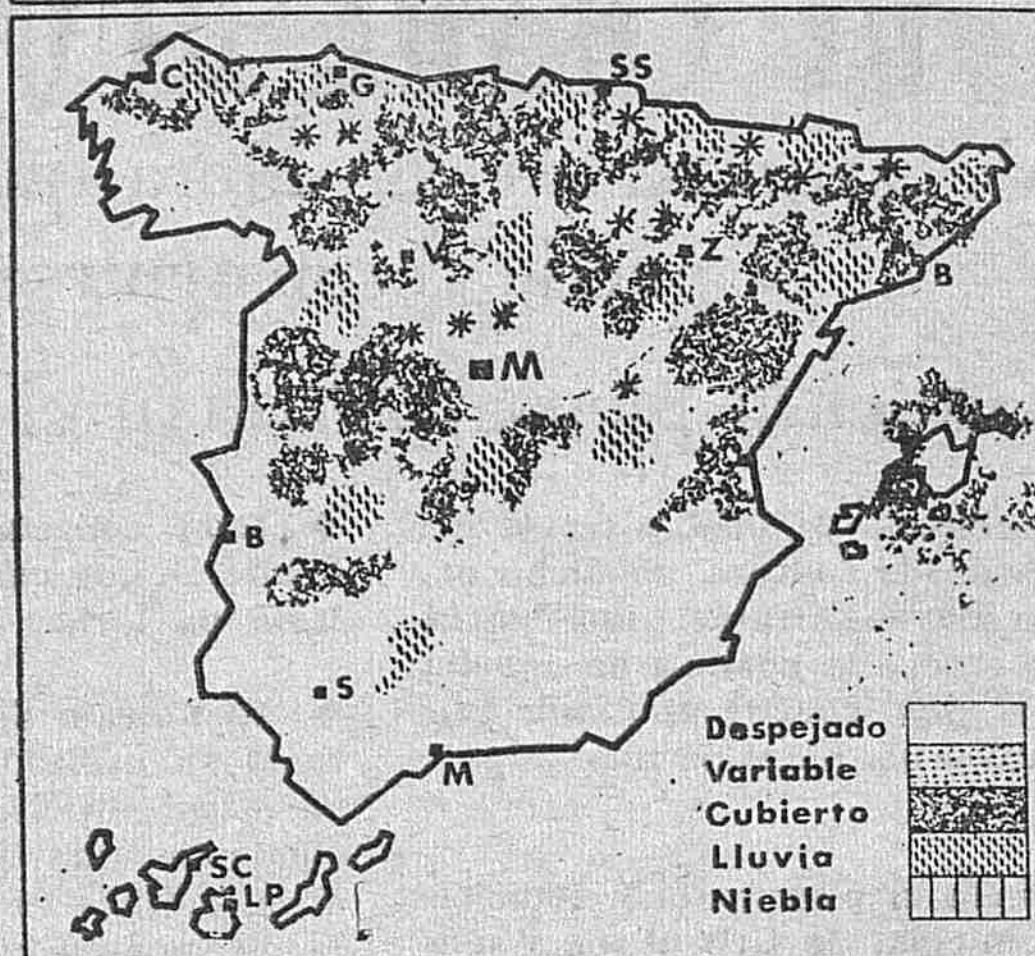 C
G
SS
V
Z
B
M
B
S
M
SC
LP
Despejado
Variable
Cubierto
Lluvia
Niebla